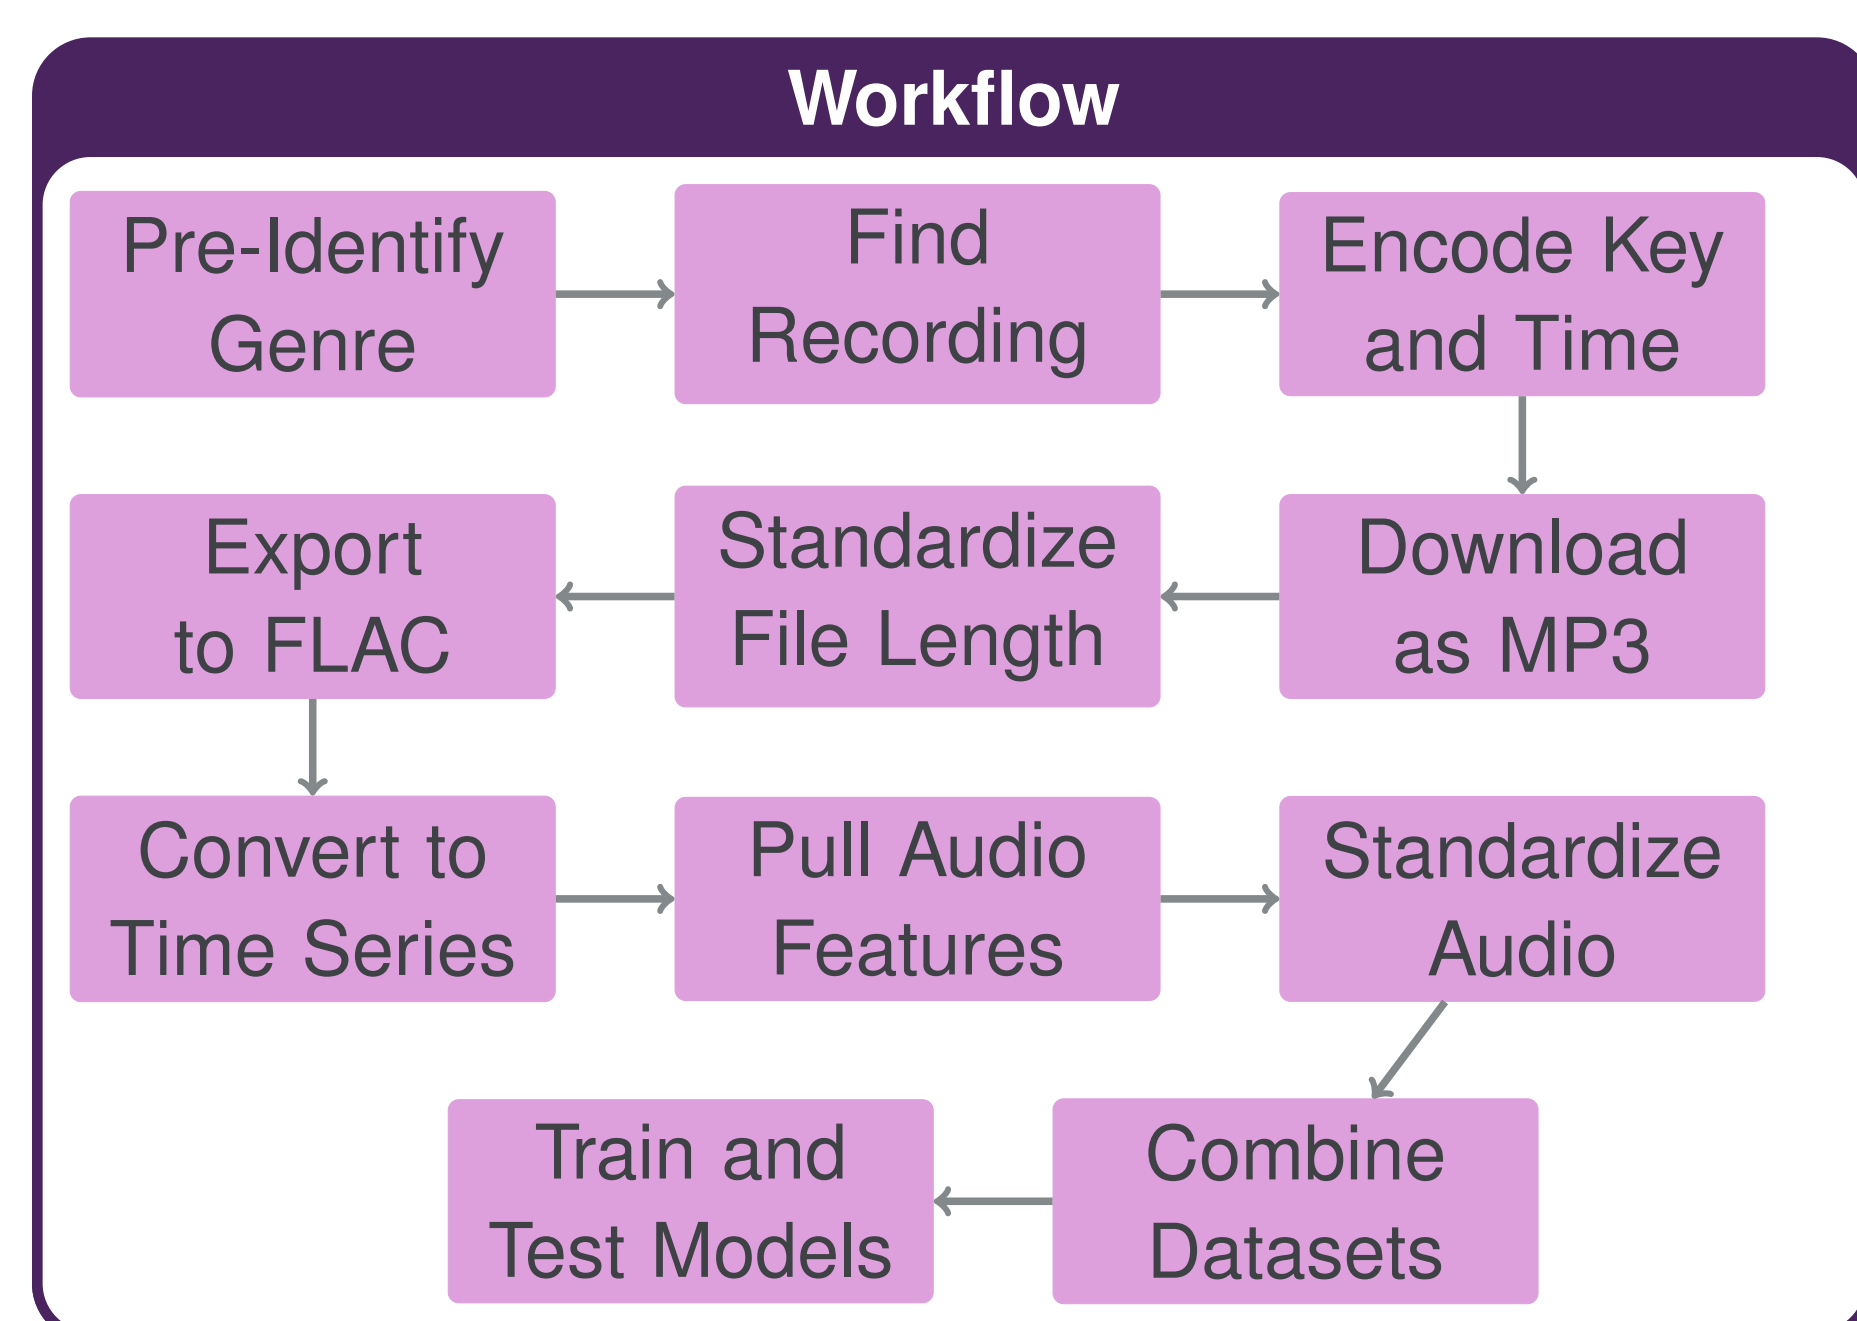 Workflow
Pre-Identify
Genre
Find
Recording
Encode Key
and Time
Download
as MP3
Standardize
File Length
Export
to FLAC
Convert to
Time Series
Pull Audio
Features
Standardize
Audio
Combine
Datasets
Train and
Test Models